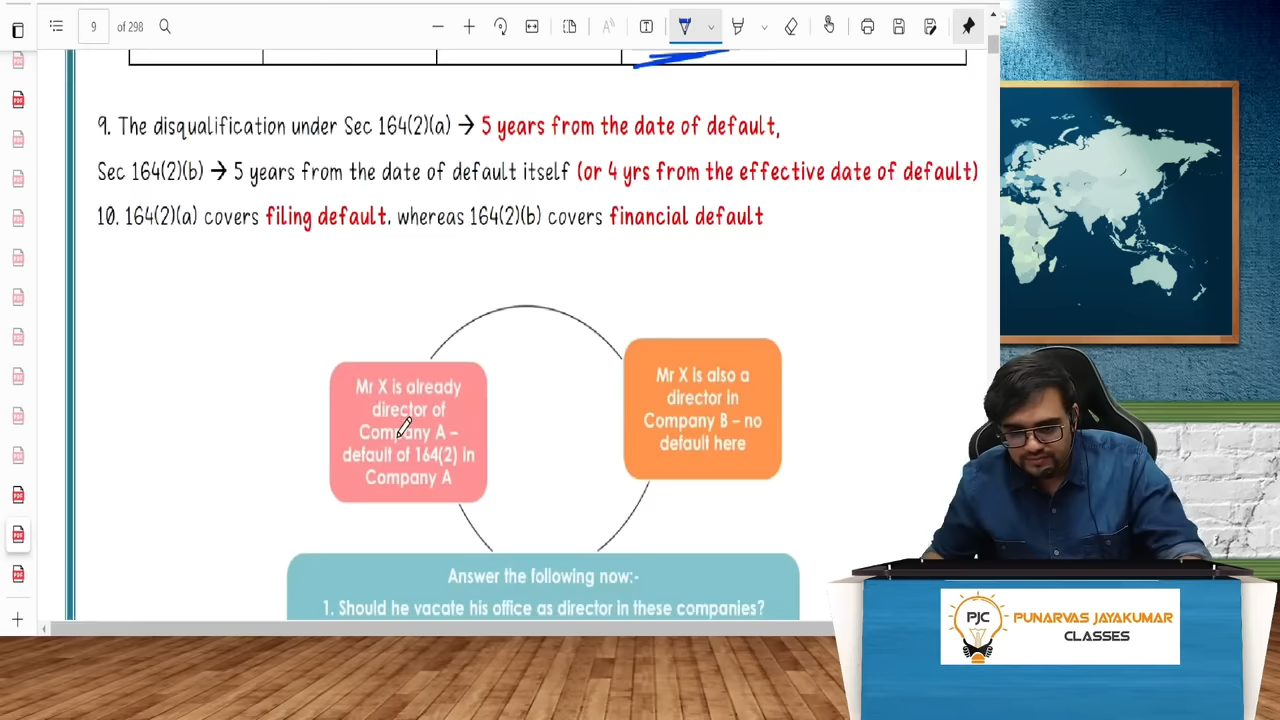 9
of 298
9. The disqualification under Sec 164(2)(a) → 5 years from the date of default,
Sec 164(2)(b) → 5 years from the date of default itself (or 4 yrs from the effective date of default)
10. 164(2)(a) covers filing default. whereas 164(2)(b) covers financial default
Mr X is already
director of
Company A –
default of 164(2) in
Company A
Mr X is also a
director in
Company B – no
default here
Answer the following now:-
1. Should he vacate his office as director in these companies?
PJC
PUNARVAS JAYAKUMAR
CLASSES